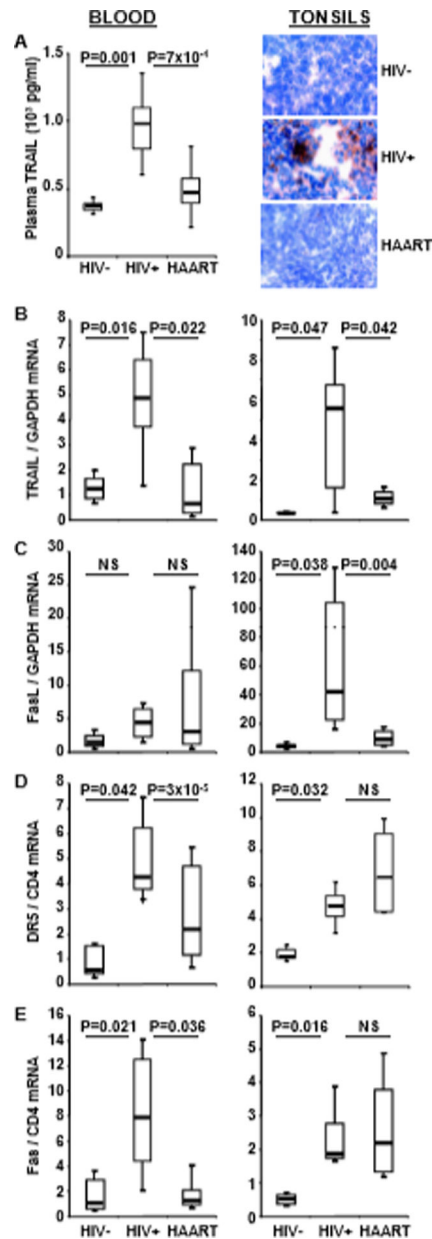 BLOOD
TONSILS
A
P=0.001 P=7x10-4
Plasma TRAIL (10³ pg/ml)
1.5
1.0
0.5
0
HIV- HIV+ HAART
HIV-
HIV+
HAART
B
P=0.016 P=0.022
TRAIL / GAPDH mRNA
8
7
6
5
4
3
2
1
0
P=0.047 P=0.042
10
8
6
4
2
0
C
NS NS
FasL / GAPDH mRNA
30
25
20
15
10
5
0
P=0.038 P=0.004
140
120
100
80
60
40
20
0
D
P=0.042 P=3x10-5
DR5 / CD4 mRNA
8
7
6
5
4
3
2
1
0
P=0.032 NS
12
10
8
6
4
2
0
E
P=0.021 P=0.036
Fas / CD4 mRNA
16
14
12
10
8
6
4
2
0
HIV- HIV+ HAART
P=0.016 NS
6
5
4
3
2
1
0
HIV- HIV+ HAART